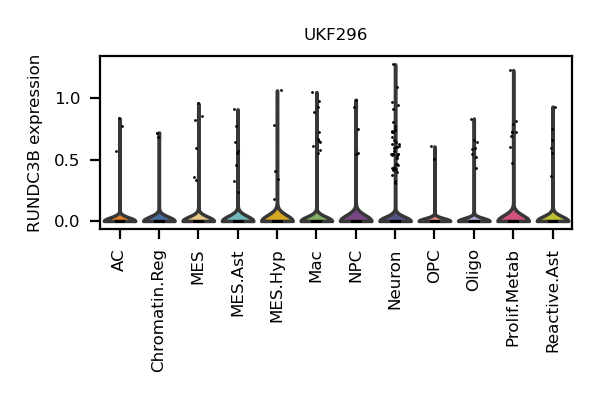 UKF296
RUNDC3B expression
1.0
0.5
0.0
AC
Chromatin.Reg
MES
MES.Ast
MES.Hyp
Mac
NPC
Neuron
OPC
Oligo
Prolif.Metab
Reactive.Ast